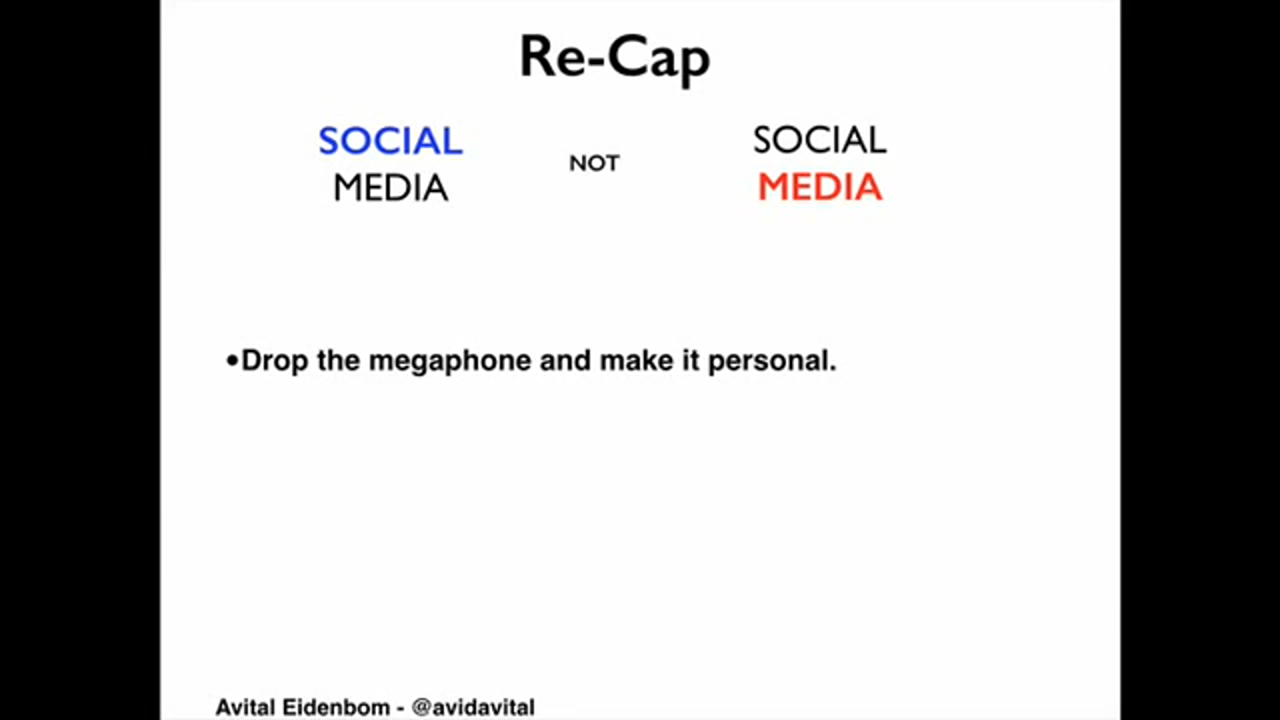 Re-Cap
SOCIAL
MEDIA
NOT
SOCIAL
MEDIA
•Drop the megaphone and make it personal.
Avital Eidenbom - @avidavital